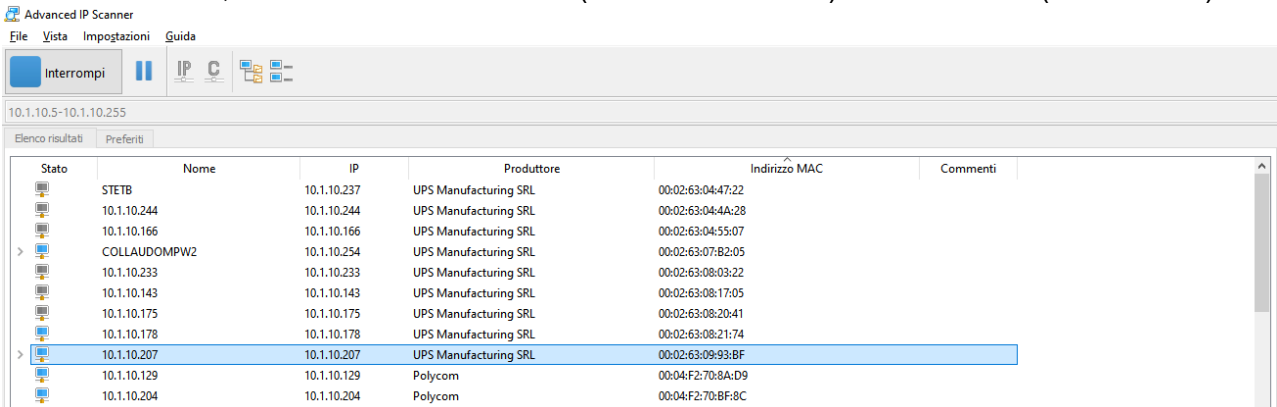 Advanced IP Scanner
File Vista Impostazioni Guida
Interrompi IP C
10.1.10.5-10.1.10.255
Elenco risultati Preferiti
Stato Nome IP Produttore Indirizzo MAC Commenti
STETB 10.1.10.237 UPS Manufacturing SRL 00:02:63:04:47:22
10.1.10.244 10.1.10.244 UPS Manufacturing SRL 00:02:63:04:4A:28
10.1.10.166 10.1.10.166 UPS Manufacturing SRL 00:02:63:04:55:07
COLLAUDOMPW2 10.1.10.254 UPS Manufacturing SRL 00:02:63:07:B2:05
10.1.10.233 10.1.10.233 UPS Manufacturing SRL 00:02:63:08:03:22
10.1.10.143 10.1.10.143 UPS Manufacturing SRL 00:02:63:08:17:05
10.1.10.175 10.1.10.175 UPS Manufacturing SRL 00:02:63:08:20:41
10.1.10.178 10.1.10.178 UPS Manufacturing SRL 00:02:63:08:21:74
10.1.10.207 10.1.10.207 UPS Manufacturing SRL 00:02:63:09:93:BF
10.1.10.129 10.1.10.129 Polycom 00:04:F2:70:8A:D9
10.1.10.204 10.1.10.204 Polycom 00:04:F2:70:BF:8C